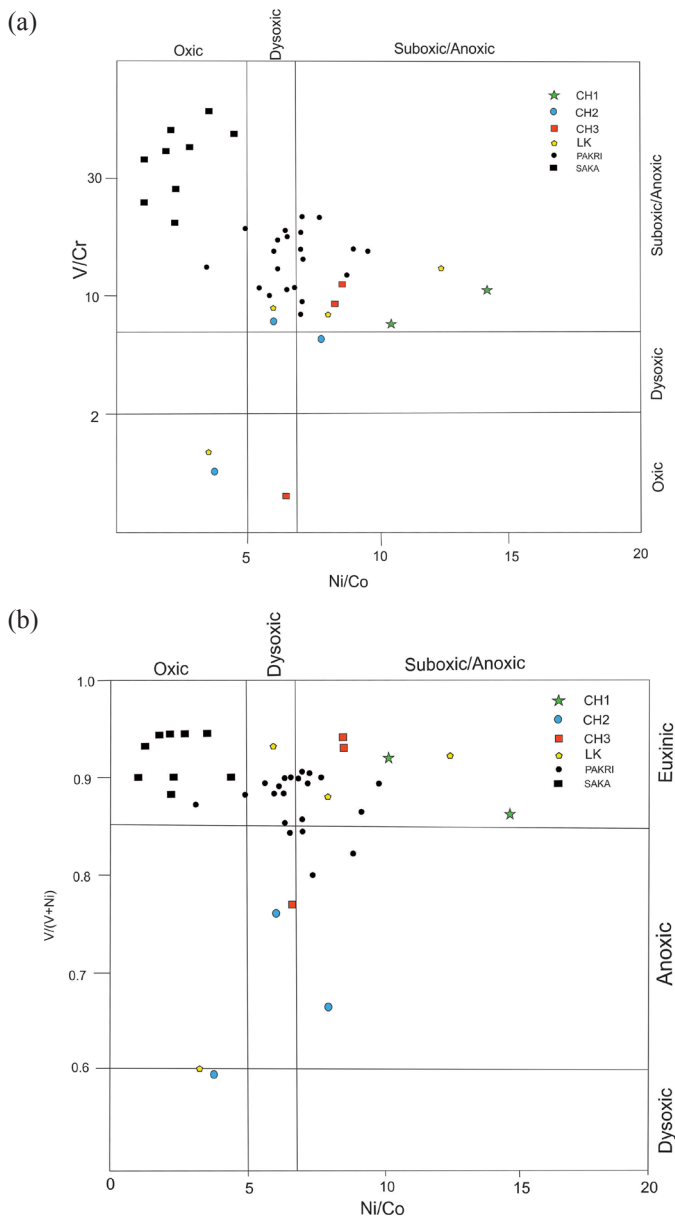 (a)
Oxic
Dysoxic
Suboxic/Anoxic
CH1
CH2
CH3
LK
PAKRI
SAKA
30
10
2
V/Cr
Suboxic/Anoxic
Dysoxic
Oxic
5
10
15
20
Ni/Co
(b)
Oxic
Dysoxic
Suboxic/Anoxic
CH1
CH2
CH3
LK
PAKRI
SAKA
1.0
0.9
0.8
0.7
0.6
V/(V+Ni)
Euxinic
Anoxic
Dysoxic
0
5
10
15
20
Ni/Co